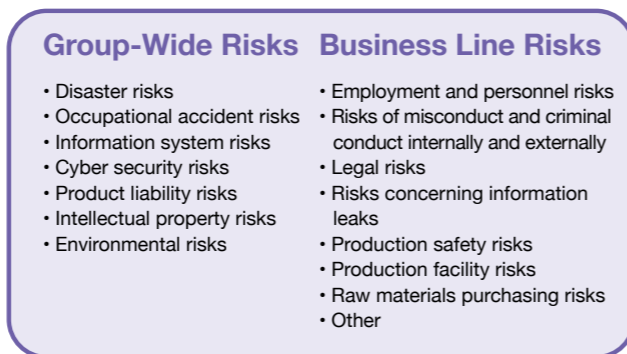 Group-Wide Risks
• Disaster risks
• Occupational accident risks
• Information system risks
• Cyber security risks
• Product liability risks
• Intellectual property risks
• Environmental risks
Business Line Risks
• Employment and personnel risks
• Risks of misconduct and criminal
conduct internally and externally
• Legal risks
• Risks concerning information
leaks
• Production safety risks
• Production facility risks
• Raw materials purchasing risks
• Other